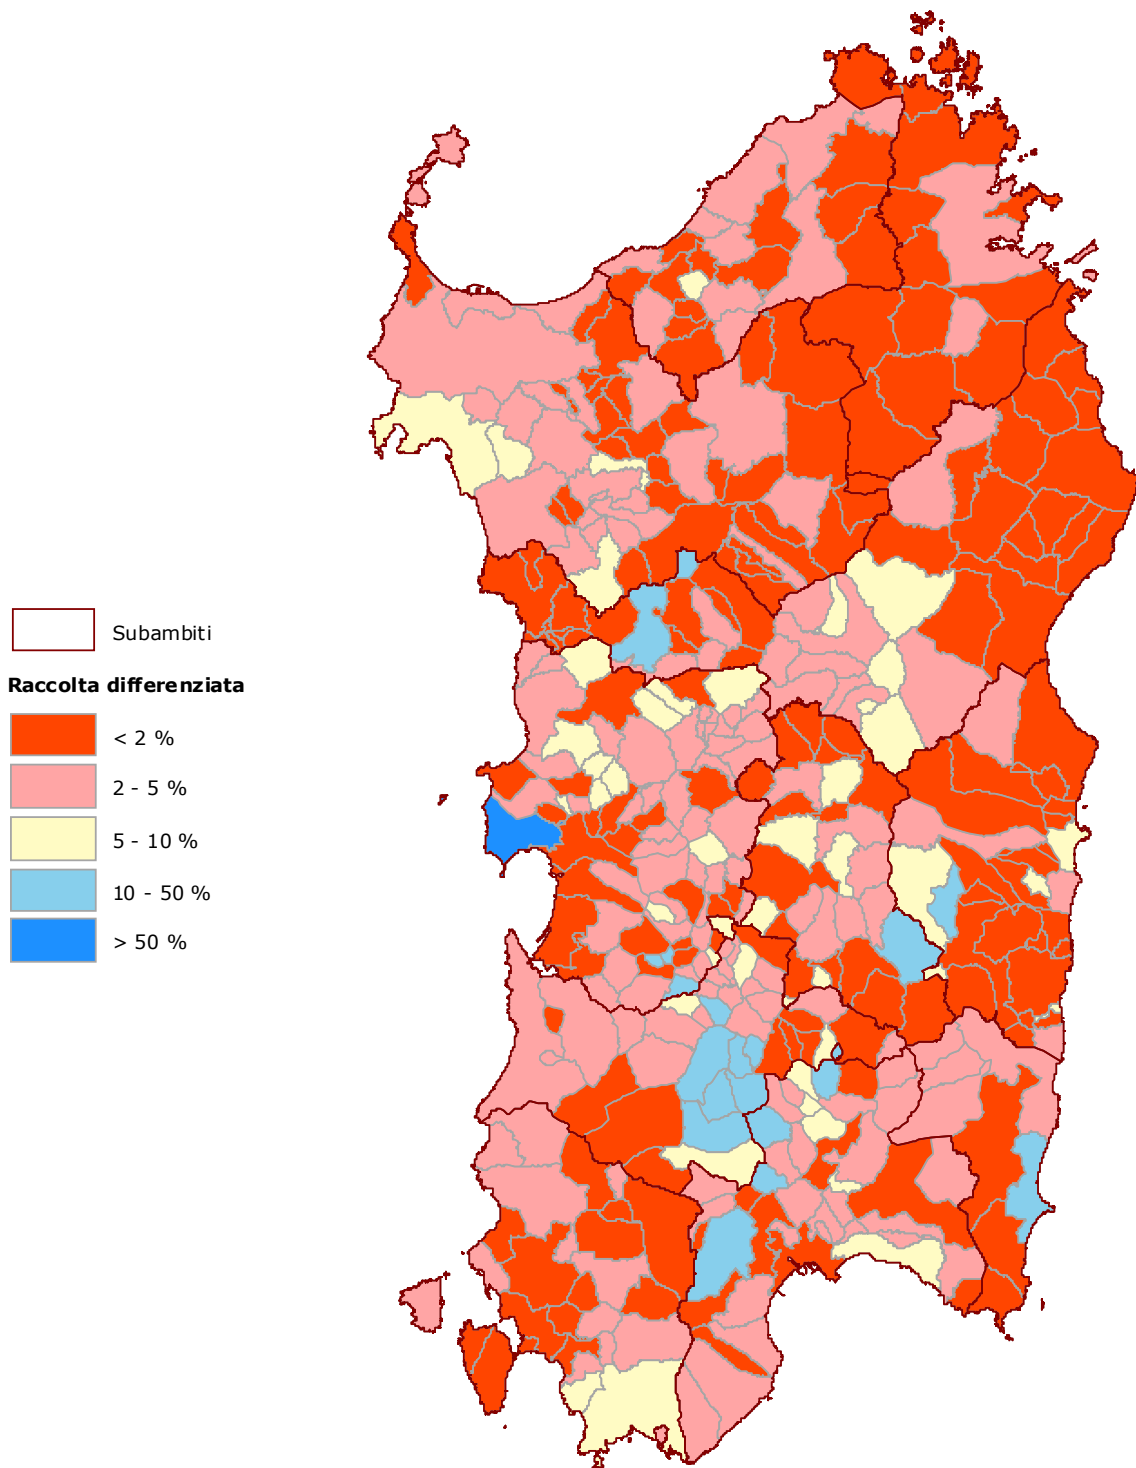 Subambiti
Raccolta differenziata
< 2 %
2 - 5 %
5 - 10 %
10 - 50 %
> 50 %